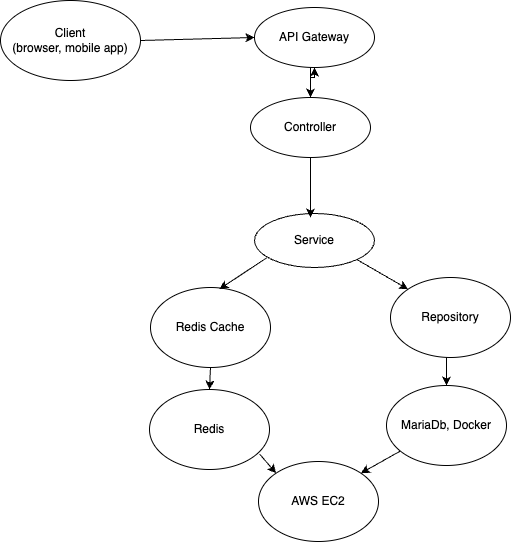 Client
(browser, mobile app)
API Gateway
Controller
Service
Redis Cache
Repository
Redis
MariaDb, Docker
AWS EC2